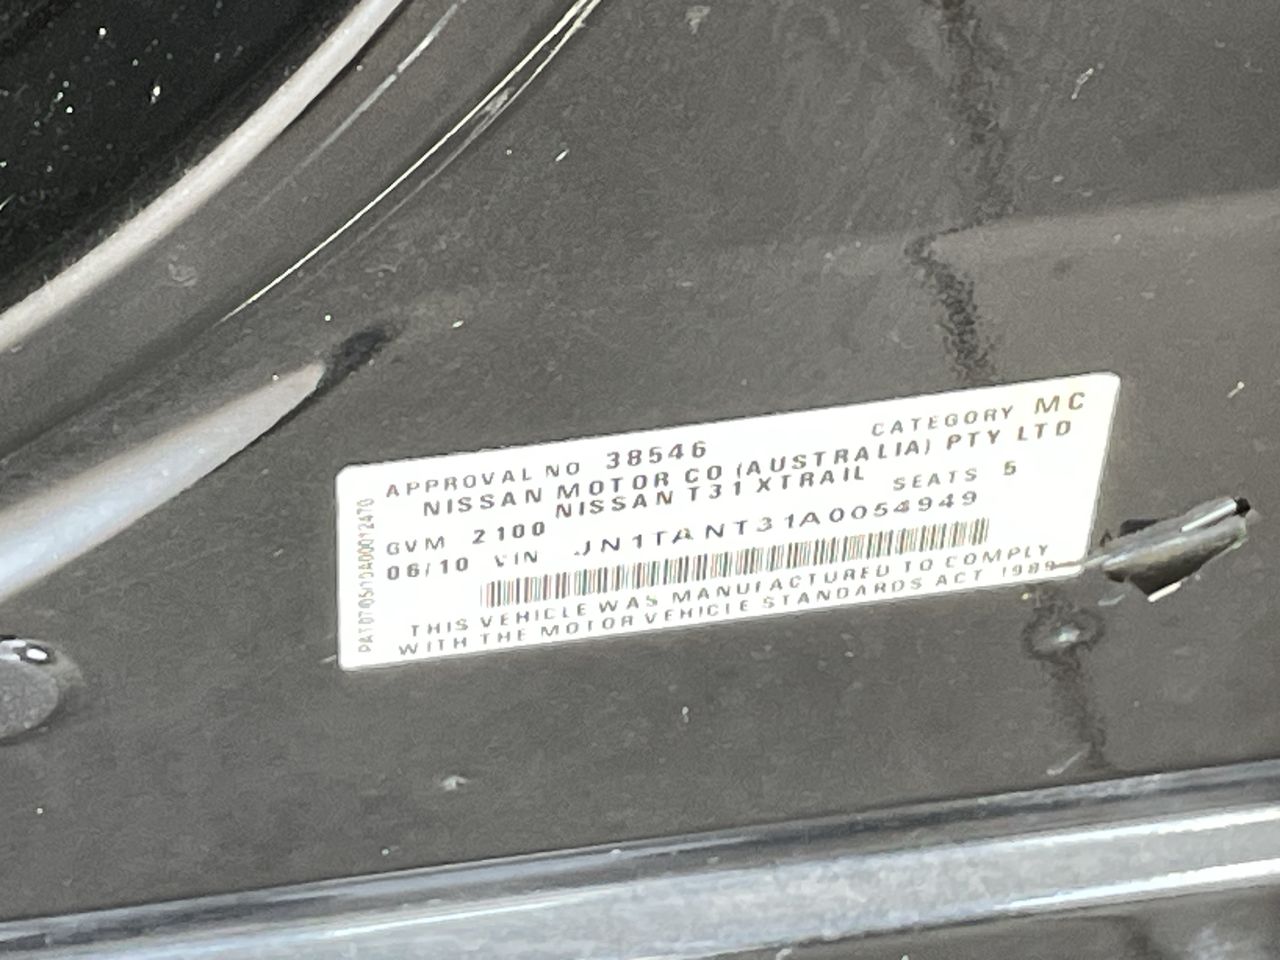 APPROVAL NO 38546 CATEGORY MC
NISSAN MOTOR CO (AUSTRALIA) PTY LTD
NISSAN T31 XTRAIL
GVM 2100 SEATS 5
06/10 VIN JN1TANT31A0054949
THIS VEHICLE WAS MANUFACTURED TO COMPLY
WITH THE MOTOR VEHICLE STANDARDS ACT 1989